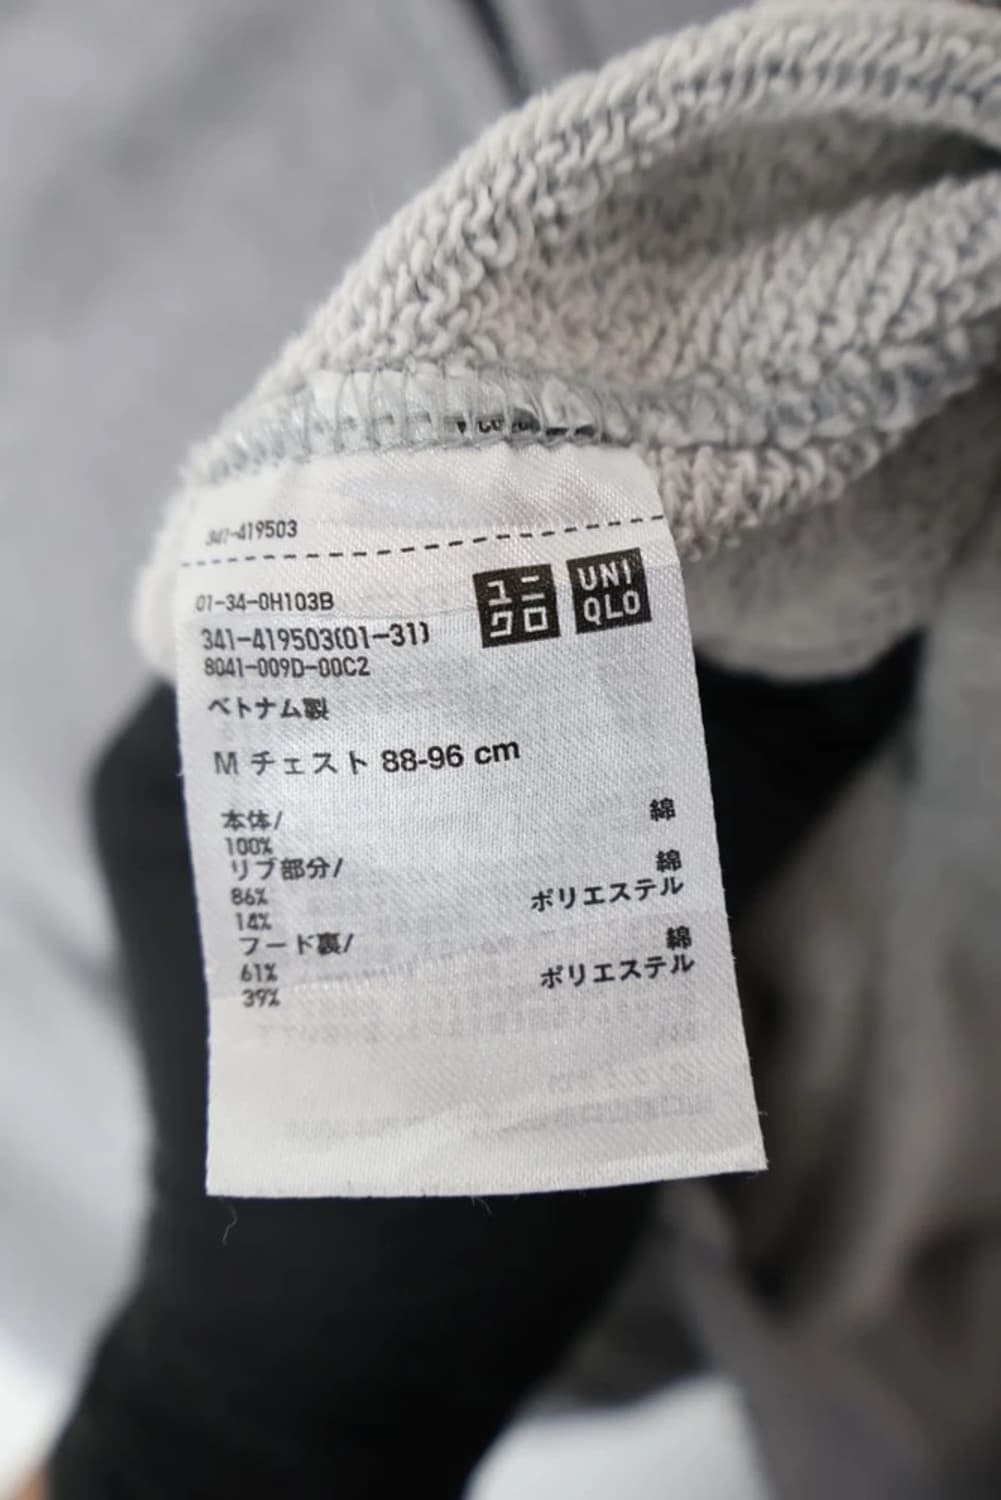 341-419503
01-34-0H103B
341-419503(01-31)
8041-009D-00C2
ユニ
クロ
UNI
QLO
ベトナム製
M チェスト 88-96 cm
本体/
100% 綿
リブ部分/
86% 綿
14% ポリエステル
フード裏/
61% 綿
39% ポリエステル